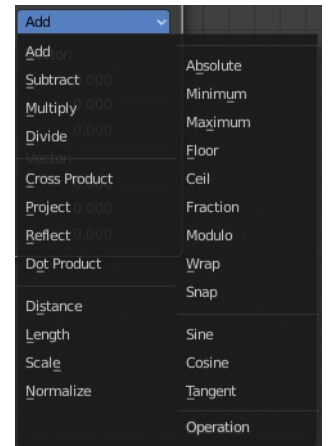 Add
Add
Subtract
Multiply
Divide
Cross Product
Project
Reflect
Dot Product
Distance
Length
Scale
Normalize
Absolute
Minimum
Maximum
Floor
Ceil
Fraction
Modulo
Wrap
Snap
Sine
Cosine
Tangent
Operation